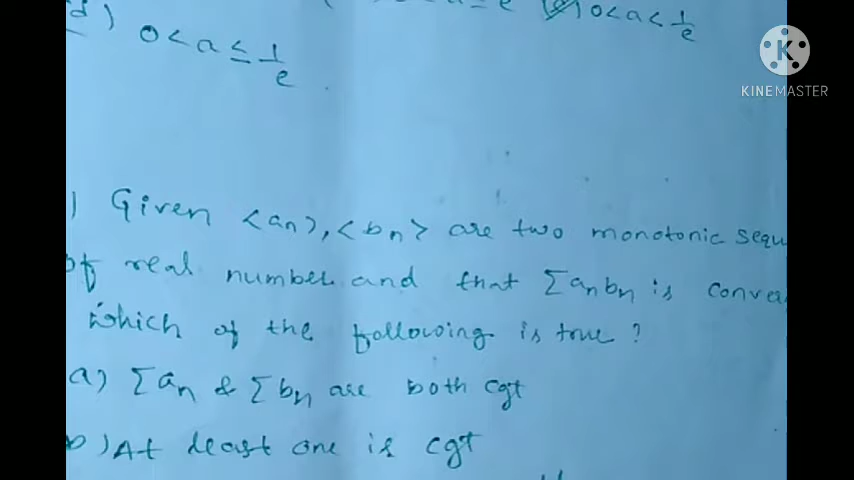 d) 0<a≤1/e 0<a<1/e
KINEMASTER
Given <an>, <bn> are two monotonic sequ
of real number and that Σanbn is conve
which of the following is true?
a) Σan & Σbn are both cgt
b) At least one is cgt